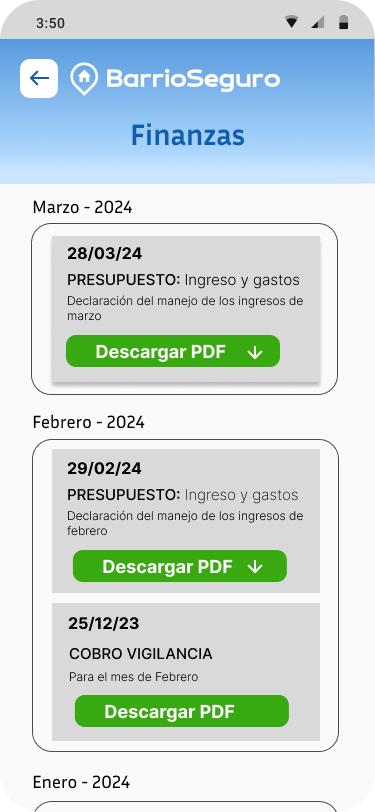 3:50
BarrioSeguro
Finanzas
Marzo - 2024
28/03/24
PRESUPUESTO: Ingreso y gastos
Declaración del manejo de los ingresos de
marzo
Descargar PDF
Febrero - 2024
29/02/24
PRESUPUESTO: Ingreso y gastos
Declaración del manejo de los ingresos de
febrero
Descargar PDF
25/12/23
COBRO VIGILANCIA
Para el mes de Febrero
Descargar PDF
Enero - 2024